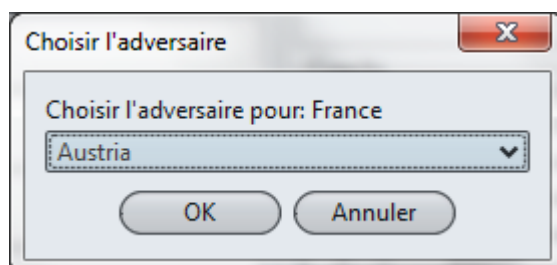 Choisir l'adversaire
Choisir l'adversaire pour: France
Austria
OK Annuler